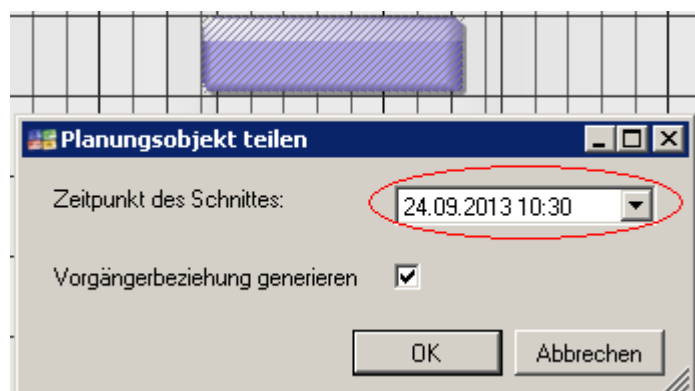 Planungsobjekt teilen
Zeitpunkt des Schnittes:
24.09.2013 10:30
Vorgängerbeziehung generieren
OK
Abbrechen